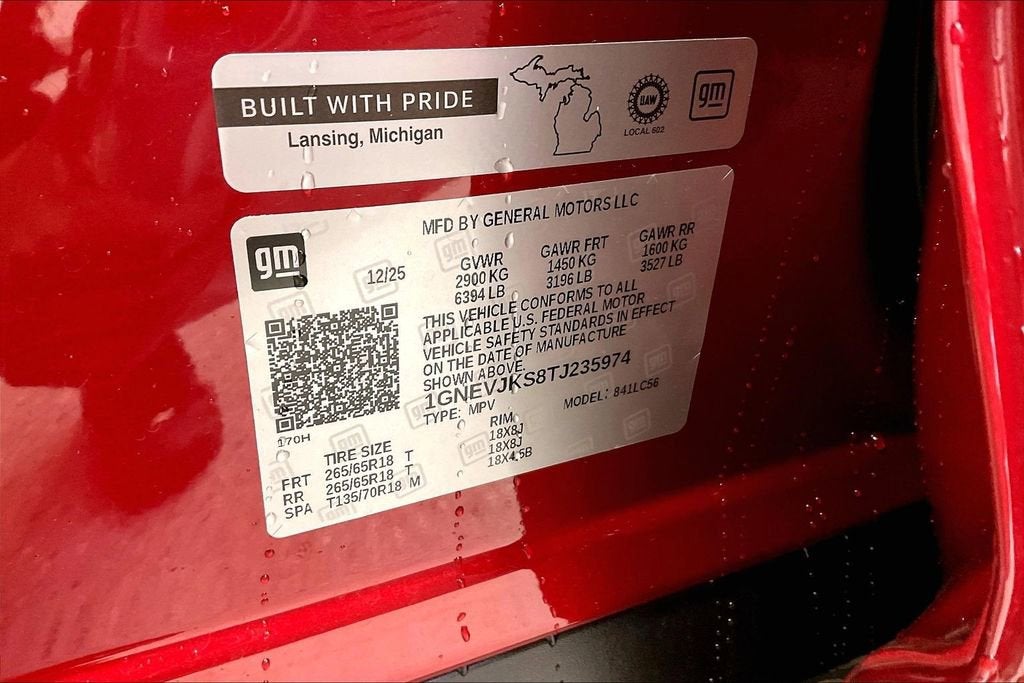 BUILT WITH PRIDE
Lansing, Michigan
UAW
LOCAL 602
gm
MFD BY GENERAL MOTORS LLC
gm
12/25
GVWR
2900 KG
6394 LB
GAWR FRT
1450 KG
3196 LB
GAWR RR
1600 KG
3527 LB
THIS VEHICLE CONFORMS TO ALL
APPLICABLE U.S. FEDERAL MOTOR
VEHICLE SAFETY STANDARDS IN EFFECT
ON THE DATE OF MANUFACTURE
SHOWN ABOVE.
1GNEVJKS8TJ235974
TYPE: MPV
MODEL: 841LC56
170H
TIRE SIZE
RIM
FRT 265/65R18 T 18X8J
RR 265/65R18 T 18X8J
SPA T135/70R18 M 18X4.5B